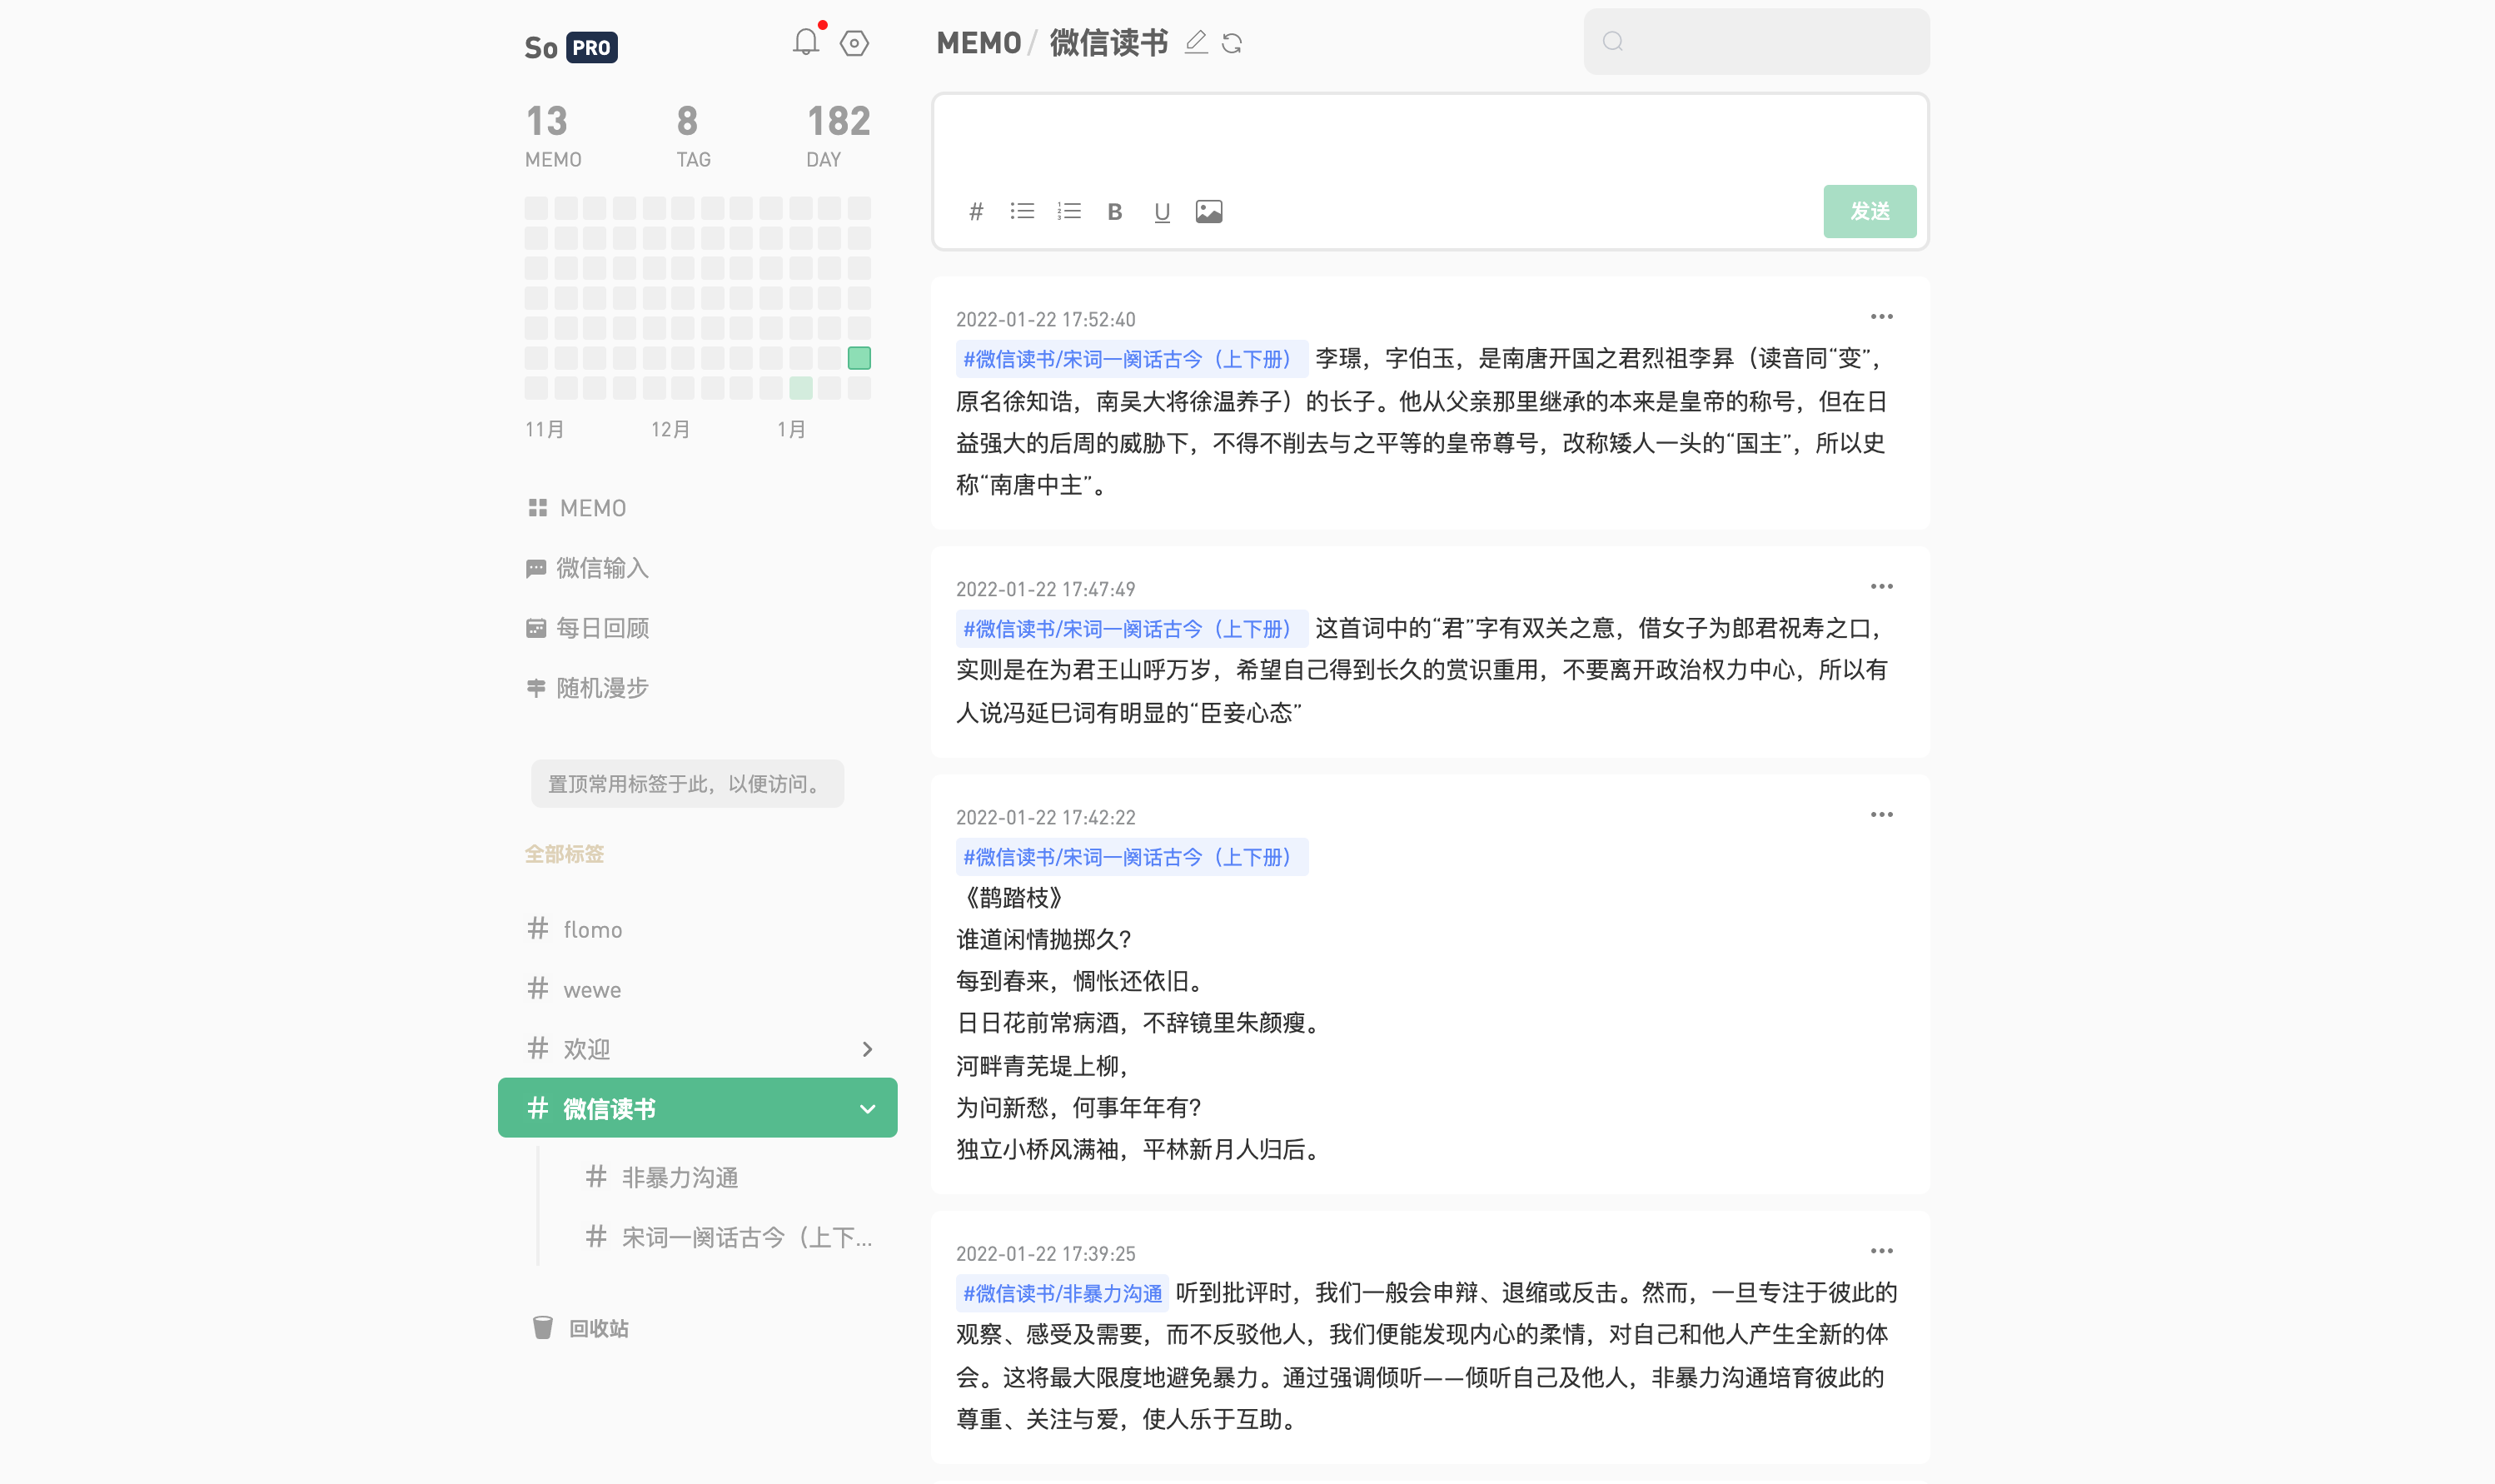 So PRO
13 8 182
MEMO TAG DAY
11月 12月 1月
MEMO
微信输入
每日回顾
随机漫步
置顶常用标签于此，以便访问。
全部标签
# flomo
# wewe
# 欢迎
# 微信读书
# 非暴力沟通
# 宋词一阕话古今（上下...
回收站
MEMO / 微信读书
# B U
发送
2022-01-22 17:52:40
#微信读书/宋词一阕话古今（上下册） 李璟，字伯玉，是南唐开国之君烈祖李昪（读音同“变”，
原名徐知诰，南吴大将徐温养子）的长子。他从父亲那里继承的本来是皇帝的称号，但在日
益强大的后周的威胁下，不得不削去与之平等的皇帝尊号，改称矮人一头的“国主”，所以史
称“南唐中主”。
2022-01-22 17:47:49
#微信读书/宋词一阕话古今（上下册） 这首词中的“君”字有双关之意，借女子为郎君祝寿之口，
实则是在为君王山呼万岁，希望自己得到长久的赏识重用，不要离开政治权力中心，所以有
人说冯延巳词有明显的“臣妾心态”
2022-01-22 17:42:22
#微信读书/宋词一阕话古今（上下册）
《鹊踏枝》
谁道闲情抛掷久？
每到春来，惆怅还依旧。
日日花前常病酒，不辞镜里朱颜瘦。
河畔青芜堤上柳，
为问新愁，何事年年有？
独立小桥风满袖，平林新月人归后。
2022-01-22 17:39:25
#微信读书/非暴力沟通 听到批评时，我们一般会申辩、退缩或反击。然而，一旦专注于彼此的
观察、感受及需要，而不反驳他人，我们便能发现内心的柔情，对自己和他人产生全新的体
会。这将最大限度地避免暴力。通过强调倾听——倾听自己及他人，非暴力沟通培育彼此的
尊重、关注与爱，使人乐于互助。